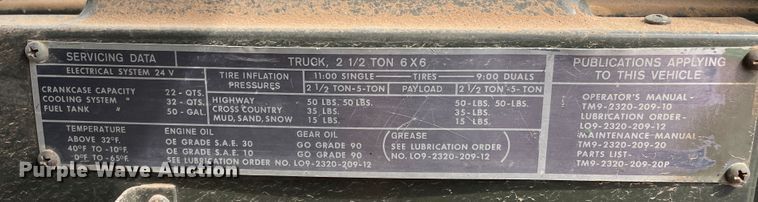 SERVICING DATA
ELECTRICAL SYSTEM 24 V
CRANKCASE CAPACITY 22-QTS.
COOLING SYSTEM " 32-QTS.
FUEL TANK " 50-GAL.
TRUCK, 2 1/2 TON 6X6
TIRE INFLATION PRESSURES
11:00 SINGLE — TIRES — 9:00 DUALS
2 1/2 TON-5-TON PAYLOAD 2 1/2 TON-5-TON
HIGHWAY 50 LBS. 50 LBS. 50-LBS. 50-LBS.
CROSS COUNTRY 35 LBS. 35-LBS.
MUD, SAND, SNOW 15 LBS. 15 LBS.
TEMPERATURE ENGINE OIL GEAR OIL
ABOVE 32°F. OE GRADE S.A.E. 30 GO GRADE 90
40°F TO -10°F. OE GRADE S.A.E. 10 GO GRADE 90
0°F TO -65°F. SEE LUBRICATION ORDER NO. LO9-2320-209-12
GREASE
(SEE LUBRICATION ORDER)
NO. LO9-2320-209-12
PUBLICATIONS APPLYING
TO THIS VEHICLE
OPERATOR'S MANUAL-
TM9-2320-209-10
LUBRICATION ORDER-
LO9-2320-209-12
MAINTENANCE MANUAL-
TM9-2320-209-20
PARTS LIST-
TM9-2320-209-20P
Purple Wave Auction